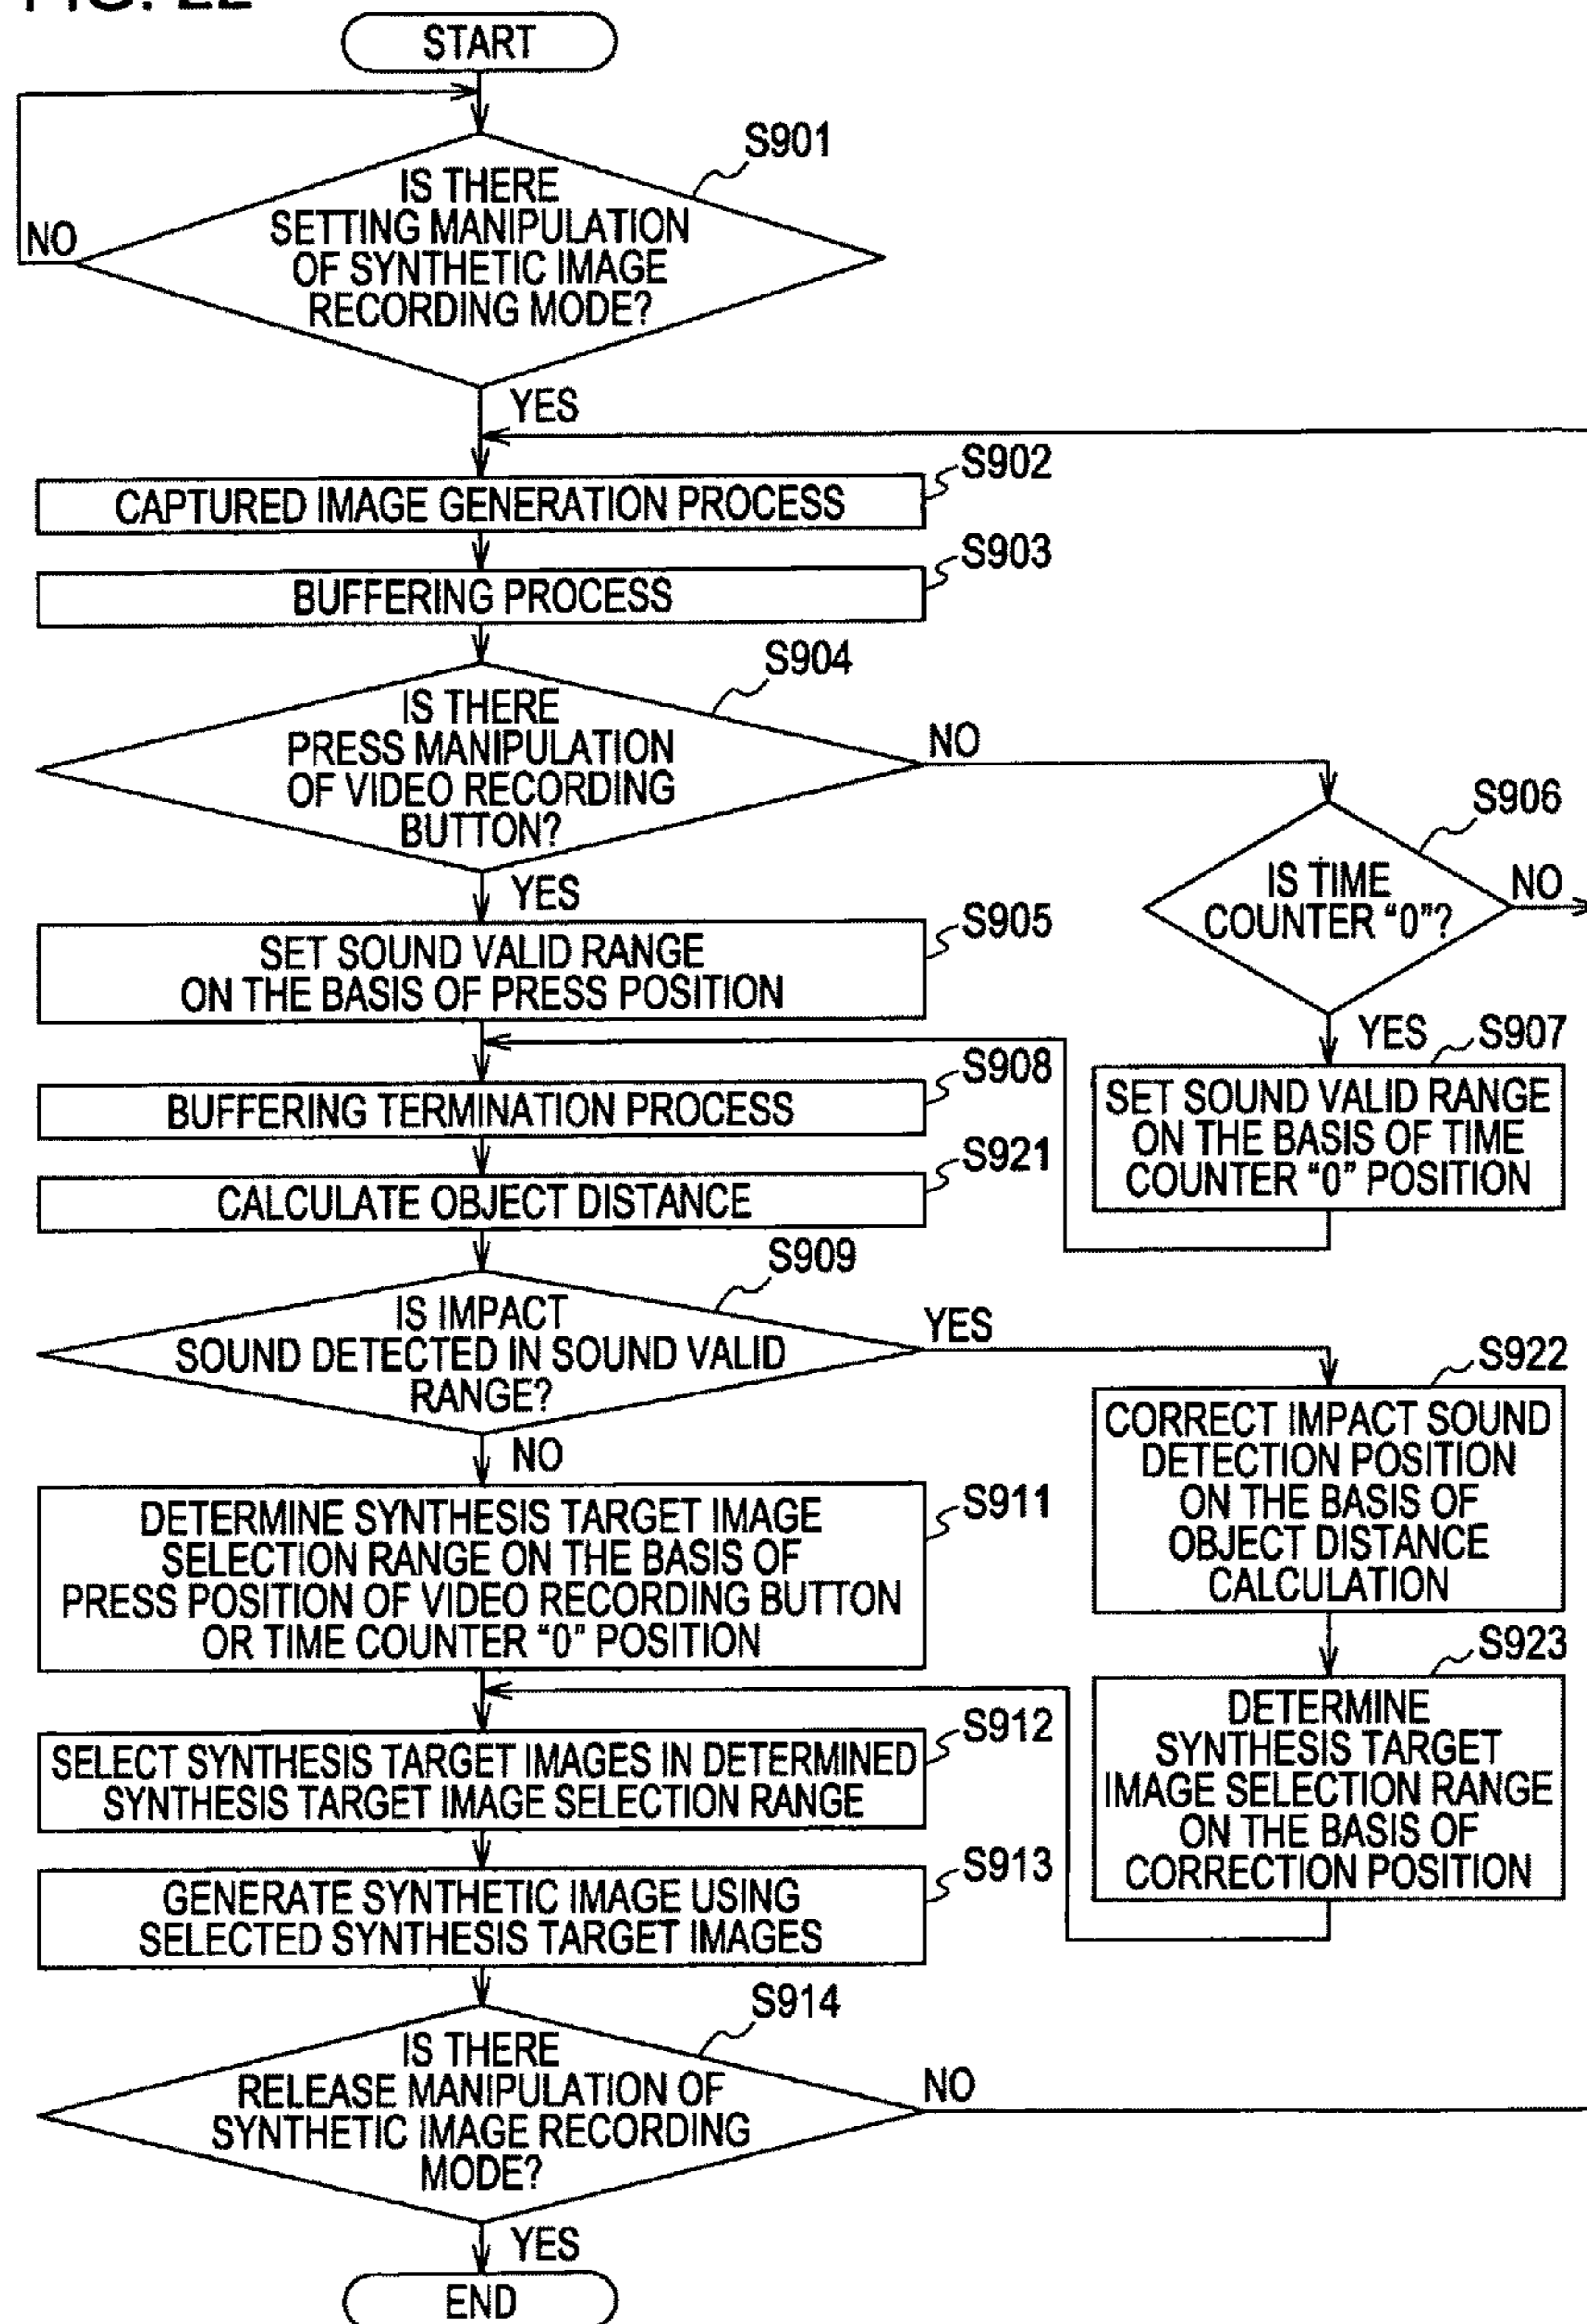 FIG. 22
START
S901
IS THERE
SETTING MANIPULATION
OF SYNTHETIC IMAGE
RECORDING MODE?
NO
YES
S902
CAPTURED IMAGE GENERATION PROCESS
S903
BUFFERING PROCESS
S904
IS THERE
PRESS MANIPULATION
OF VIDEO RECORDING
BUTTON?
NO
YES
S906
IS TIME
COUNTER “0”?
NO
YES
S905
SET SOUND VALID RANGE
ON THE BASIS OF PRESS POSITION
S907
SET SOUND VALID RANGE
ON THE BASIS OF TIME
COUNTER “0” POSITION
S908
BUFFERING TERMINATION PROCESS
S921
CALCULATE OBJECT DISTANCE
S909
IS IMPACT
SOUND DETECTED IN SOUND VALID
RANGE?
YES
NO
S922
CORRECT IMPACT SOUND
DETECTION POSITION
ON THE BASIS OF
OBJECT DISTANCE
CALCULATION
S911
DETERMINE SYNTHESIS TARGET IMAGE
SELECTION RANGE ON THE BASIS OF
PRESS POSITION OF VIDEO RECORDING BUTTON
OR TIME COUNTER “0” POSITION
S923
DETERMINE
SYNTHESIS TARGET
IMAGE SELECTION RANGE
ON THE BASIS OF
CORRECTION POSITION
S912
SELECT SYNTHESIS TARGET IMAGES IN DETERMINED
SYNTHESIS TARGET IMAGE SELECTION RANGE
S913
GENERATE SYNTHETIC IMAGE USING
SELECTED SYNTHESIS TARGET IMAGES
S914
IS THERE
RELEASE MANIPULATION OF
SYNTHETIC IMAGE RECORDING
MODE?
NO
YES
END